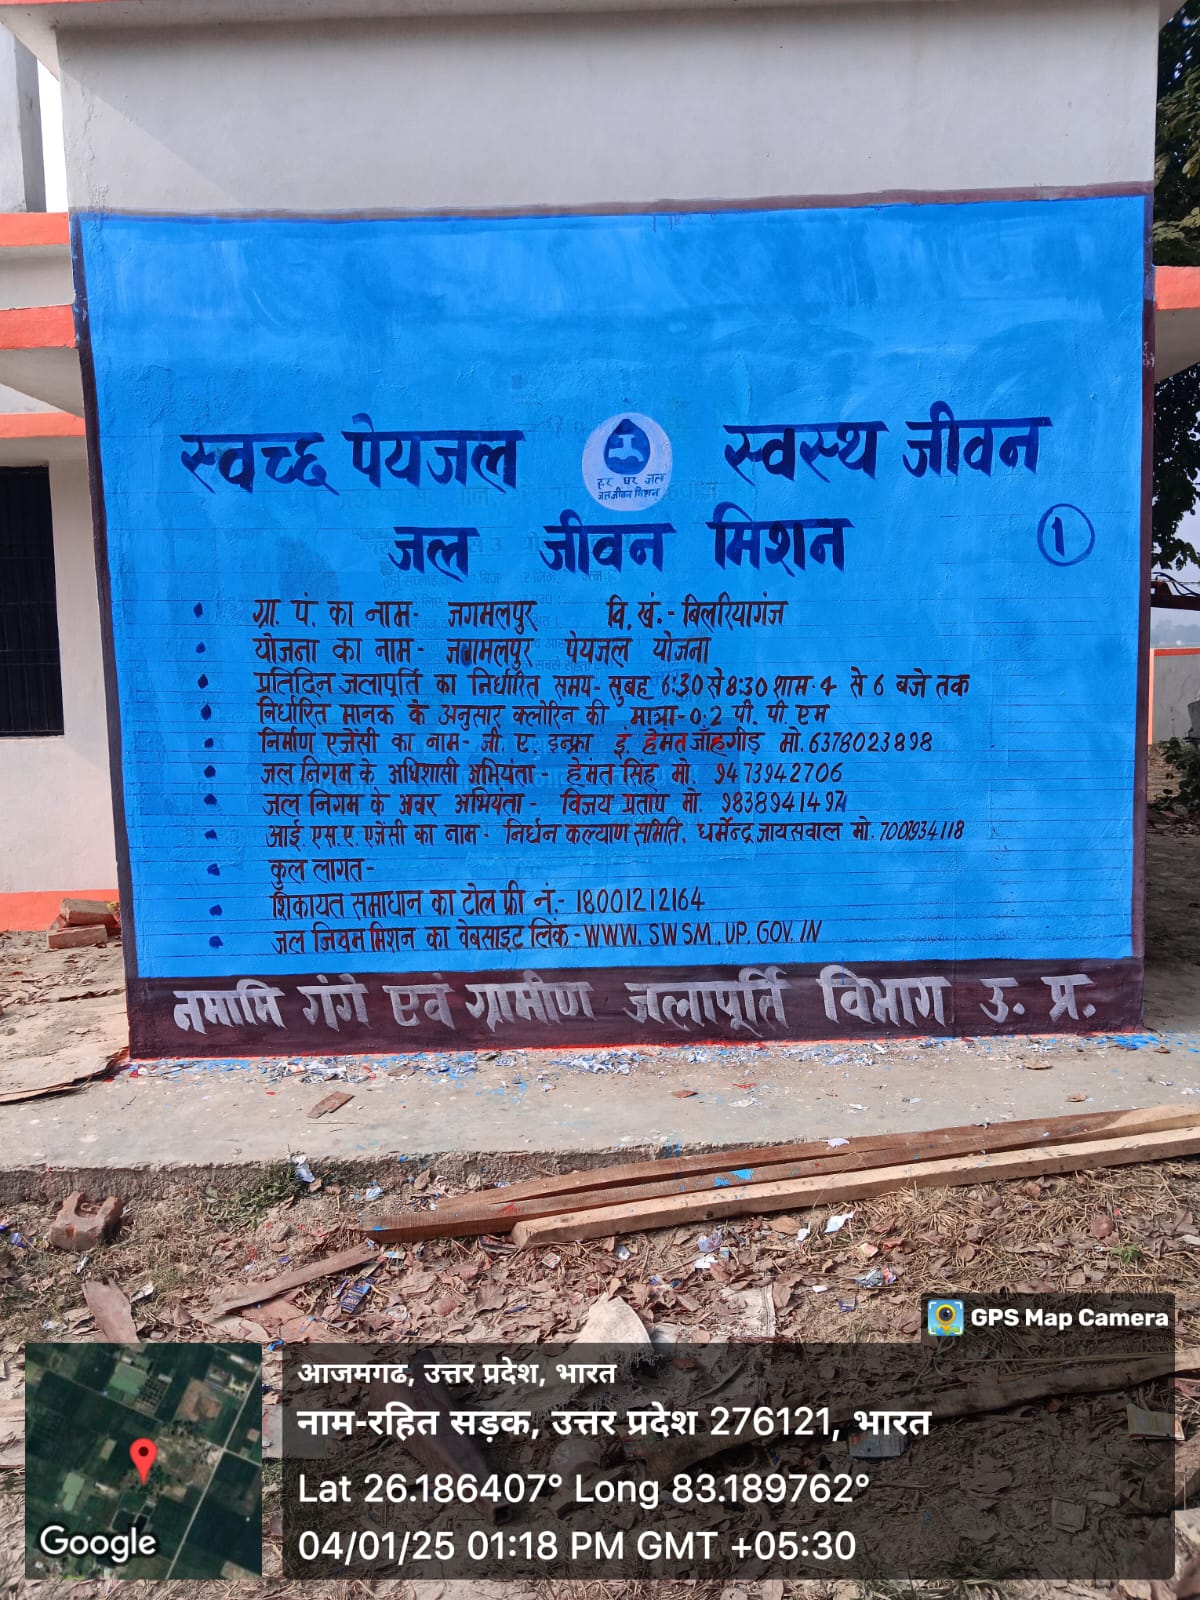 स्वच्छ पेयजल स्वस्थ जीवन
हर घर जल
जल जीवन मिशन
जल जीवन मिशन
1
• ग्रा. पं. का नाम- जगमलपुर वि. खं.- बिलरियागंज
• योजना का नाम- जगमलपुर पेयजल योजना
• प्रतिदिन जलापूर्ति का निर्धारित समय- सुबह 6:30 से 8:30 शाम- 4 से 6 बजे तक
• निर्धारित मानक के अनुसार क्लोरिन की मात्रा-0.2 पी. पी. एम
• निर्माण एजेंसी का नाम- जी. ए. इन्फ्रा इं. हेमंत जाँहगीड़ मो. 6378023898
• जल निगम के अधिशासी अभियंता- हेमंत सिंह मो. 9473942706
• जल निगम के अवर अभियंता- विजय प्रताप मो.
• आई. एस. ए. एजेंसी का नाम- निर्धन कल्याण समिति. धर्मेन्द्र जायसवाल मो.
• कुल लागत-
• शिकायत समाधान का टोल फ्री नं.- 18001212164
• जल मिशन का वेबसाइट लिंक-WWW.SWSM.UP.GOV.IN
नमामि गंगे एवं ग्रामीण जलापूर्ति विभाग उ. प्र.
GPS Map Camera
आजमगढ, उत्तर प्रदेश, भारत
नाम-रहित सड़क, उत्तर प्रदेश 276121, भारत
Lat 26.186407° Long 83.189762°
04/01/25 01:18 PM GMT +05:30
Google